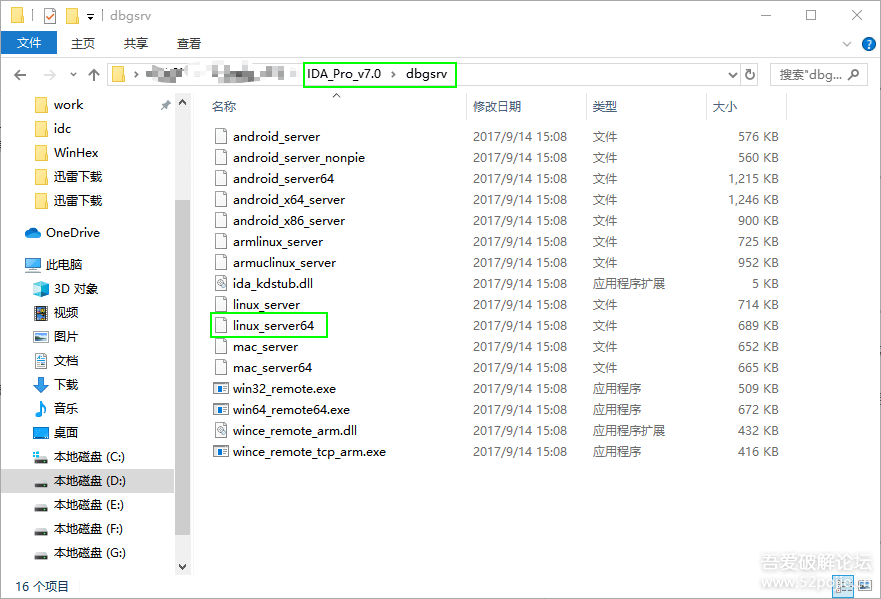 dbgsrv
文件 主页 共享 查看
IDA_Pro_v7.0 › dbgsrv
搜索"dbg...
work
idc
WinHex
迅雷下载
迅雷下载
OneDrive
此电脑
3D 对象
视频
图片
文档
下载
音乐
桌面
本地磁盘 (C:)
本地磁盘 (D:)
本地磁盘 (E:)
本地磁盘 (F:)
本地磁盘 (G:)
名称 修改日期 类型 大小
android_server 2017/9/14 15:08 文件 576 KB
android_server_nonpie 2017/9/14 15:08 文件 560 KB
android_server64 2017/9/14 15:08 文件 1,215 KB
android_x64_server 2017/9/14 15:08 文件 1,246 KB
android_x86_server 2017/9/14 15:08 文件 900 KB
armlinux_server 2017/9/14 15:08 文件 725 KB
armuclinux_server 2017/9/14 15:08 文件 952 KB
ida_kdstub.dll 2017/9/14 15:08 应用程序扩展 5 KB
linux_server 2017/9/14 15:08 文件 714 KB
linux_server64 2017/9/14 15:08 文件 689 KB
mac_server 2017/9/14 15:08 文件 652 KB
mac_server64 2017/9/14 15:08 文件 665 KB
win32_remote.exe 2017/9/14 15:08 应用程序 509 KB
win64_remote64.exe 2017/9/14 15:08 应用程序 672 KB
wince_remote_arm.dll 2017/9/14 15:08 应用程序扩展 432 KB
wince_remote_tcp_arm.exe 2017/9/14 15:08 应用程序 416 KB
16 个项目
吾爱破解论坛